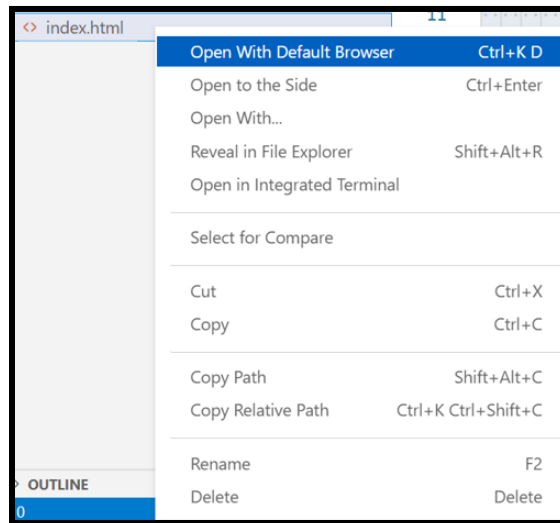 <> index.html
11
Open With Default Browser Ctrl+K D
Open to the Side Ctrl+Enter
Open With...
Reveal in File Explorer Shift+Alt+R
Open in Integrated Terminal
Select for Compare
Cut Ctrl+X
Copy Ctrl+C
Copy Path Shift+Alt+C
Copy Relative Path Ctrl+K Ctrl+Shift+C
Rename F2
OUTLINE
Delete Delete
0